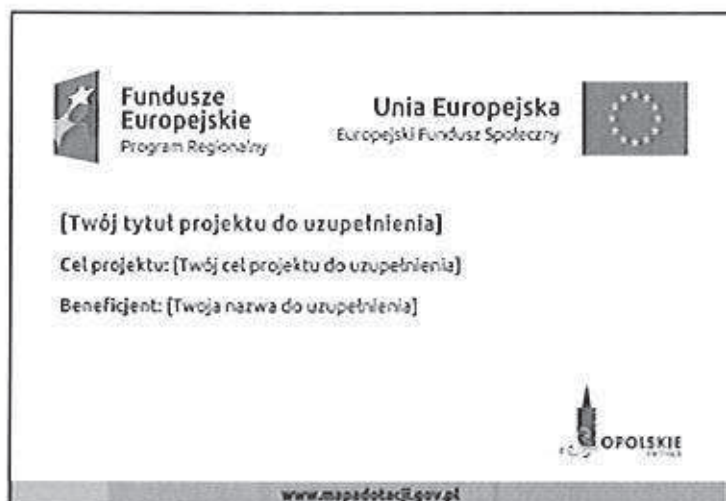 Fundusze
Europejskie
Program Regionalny
Unia Europejska
Europejski Fundusz Społeczny
[Twój tytuł projektu do uzupełnienia]
Cel projektu: [Twój cel projektu do uzupełnienia]
Beneficjent: [Twoja nazwa do uzupełnienia]
OPOLSKIE
www.mapadotacji.gov.pl